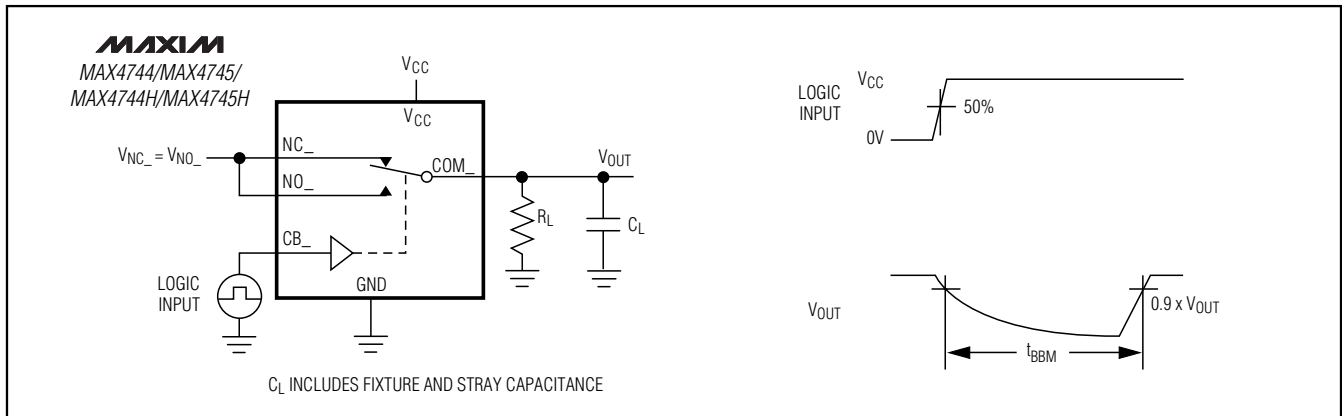 MAXIM
MAX4744/MAX4745/
MAX4744H/MAX4745H
VCC
VCC
VNC_ = VNO_
NC_
NO_
COM_
VOUT
RL
CL
CB_
LOGIC
INPUT
GND
CL INCLUDES FIXTURE AND STRAY CAPACITANCE
LOGIC
INPUT
VCC
0V
50%
VOUT
0.9 x VOUT
tBBM